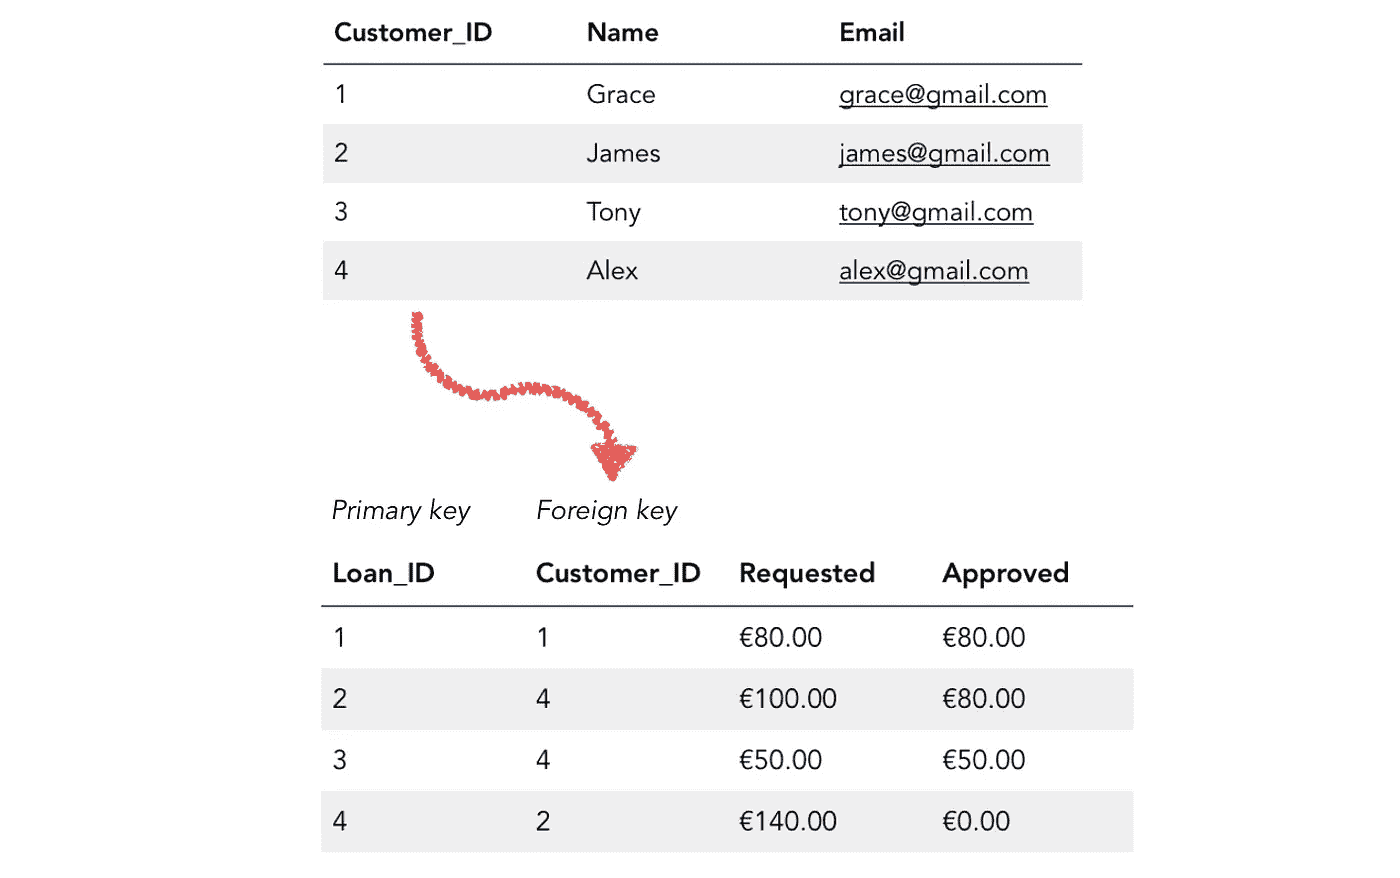 Customer_ID Name Email
1 Grace grace@gmail.com
2 James james@gmail.com
3 Tony tony@gmail.com
4 Alex alex@gmail.com
Primary key Foreign key
Loan_ID Customer_ID Requested Approved
1 1 €80.00 €80.00
2 4 €100.00 €80.00
3 4 €50.00 €50.00
4 2 €140.00 €0.00